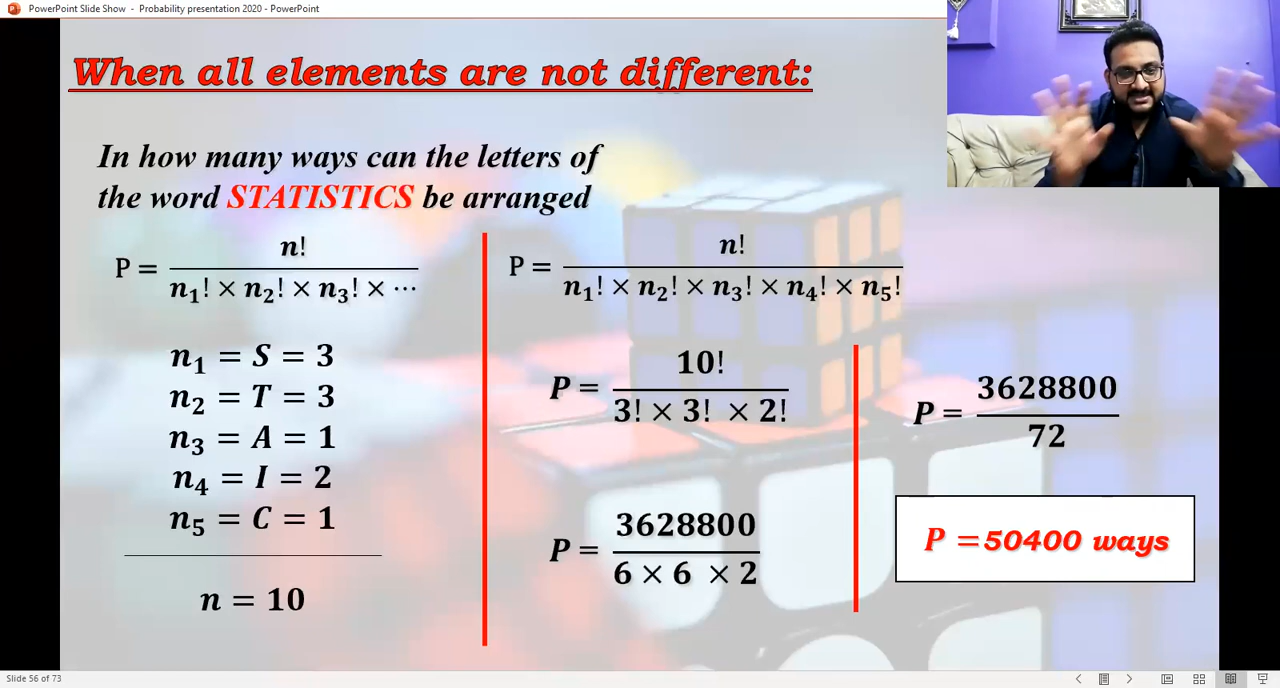 PowerPoint Slide Show - Probability presentation 2020 - PowerPoint
When all elements are not different:
In how many ways can the letters of
the word STATISTICS be arranged
P = n! / n₁! × n₂! × n₃! × ⋯
n₁ = S = 3
n₂ = T = 3
n₃ = A = 1
n₄ = I = 2
n₅ = C = 1
n = 10
P = n! / n₁! × n₂! × n₃! × n₄! × n₅!
P = 10! / 3! × 3! × 2!
P = 3628800 / 6 × 6 × 2
P = 3628800 / 72
P = 50400 ways
Slide 56 of 73